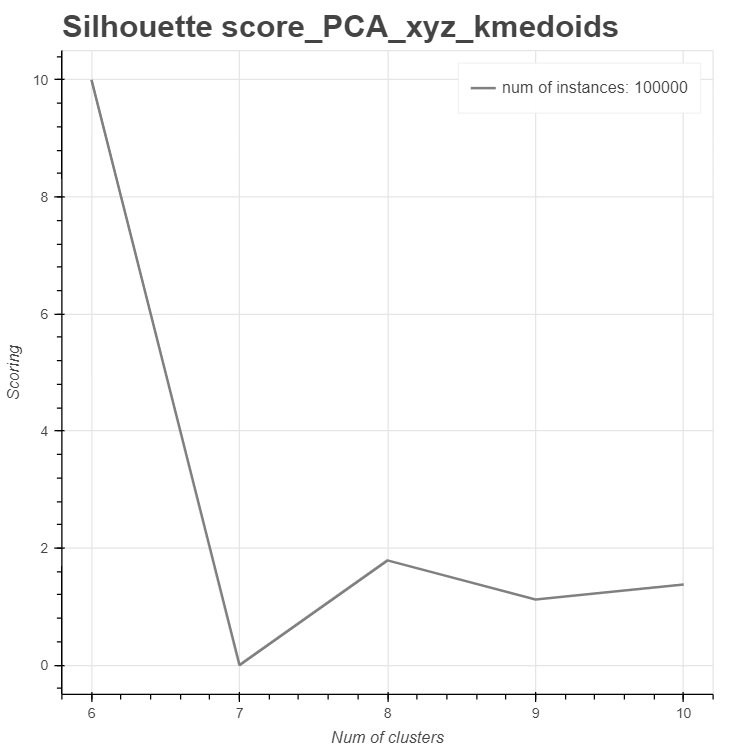 Silhouette score_PCA_xyz_kmedoids
num of instances: 100000
10
8
6
4
2
0
Scoring
6 7 8 9 10
Num of clusters